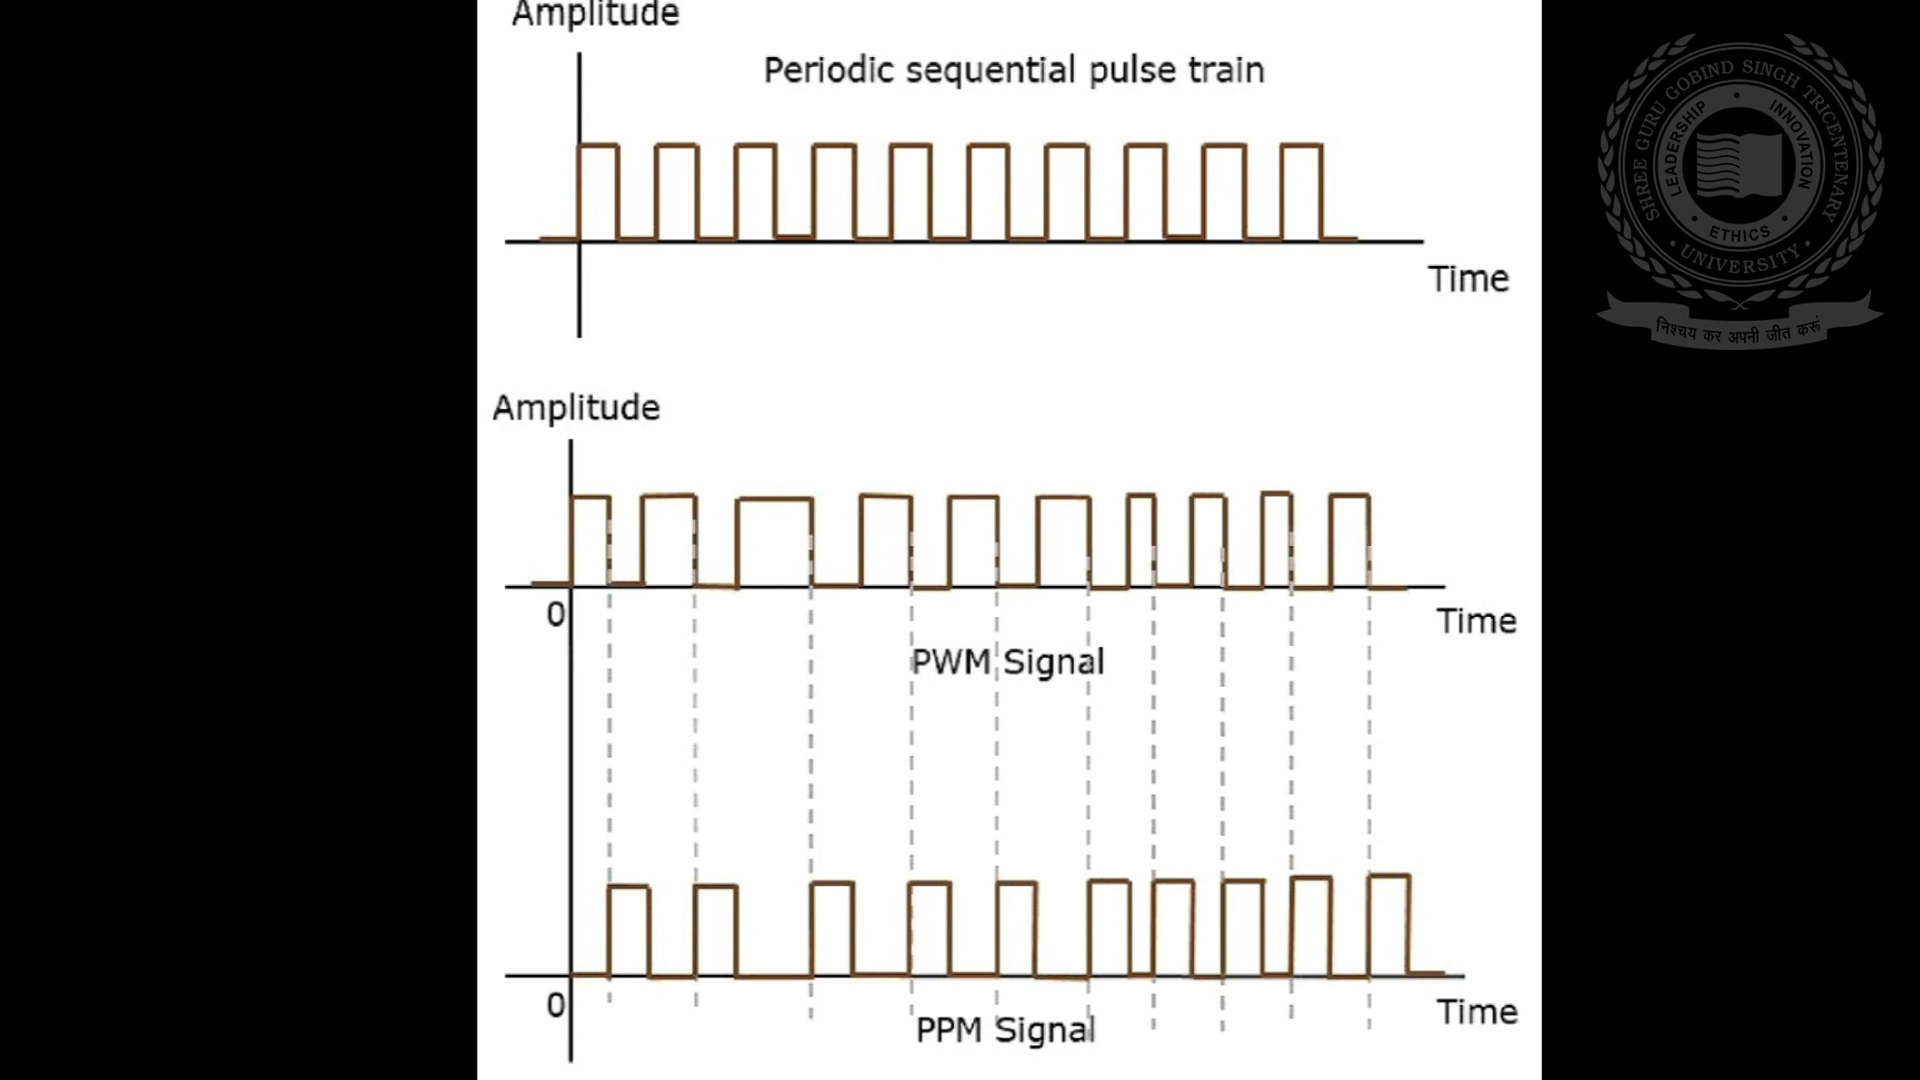 Amplitude
Periodic sequential pulse train
Time
Amplitude
0
Time
PWM Signal
0
Time
PPM Signal
SHREE GURU GOBIND SINGH TRICENTENARY
UNIVERSITY
LEADERSHIP
INNOVATION
ETHICS
निश्चय कर अपनी जीत करूं